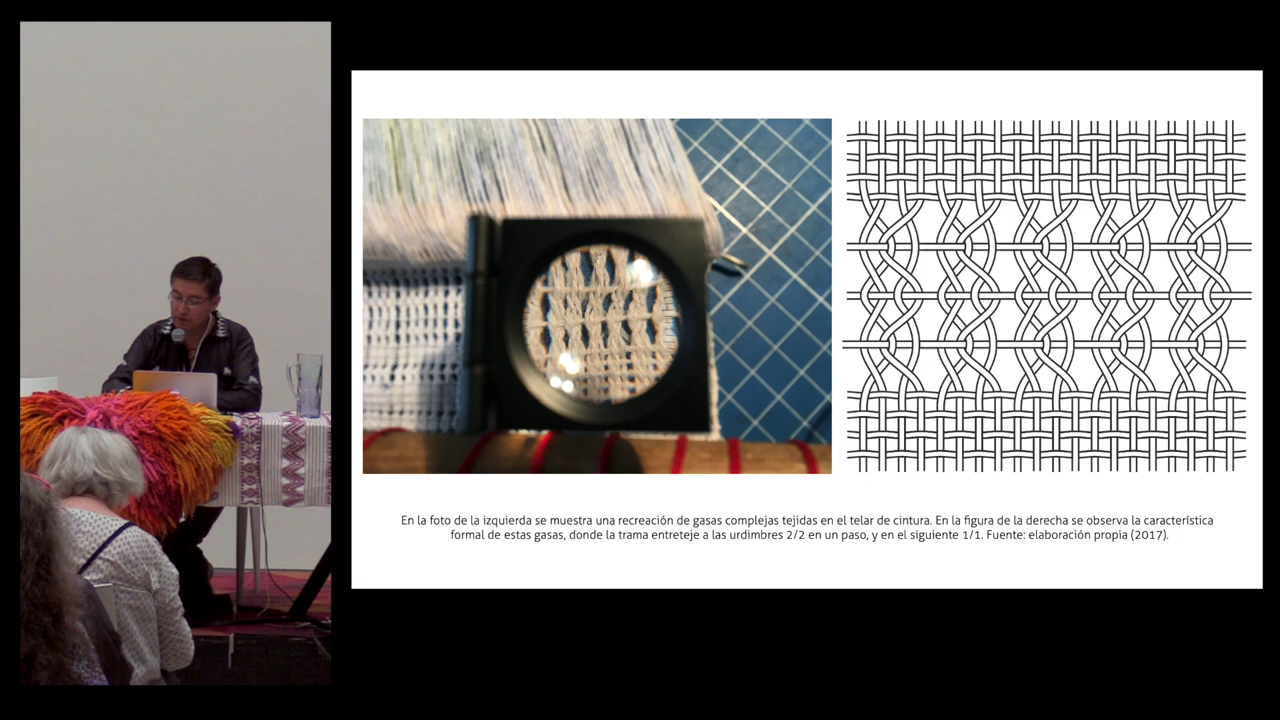 En la foto de la izquierda se muestra una recreación de gasas complejas tejidas en el telar de cintura. En la figura de la derecha se observa la característica
formal de estas gasas, donde la trama entreteje a las urdimbres 2/2 en un paso, y en el siguiente 1/1. Fuente: elaboración propia (2017).